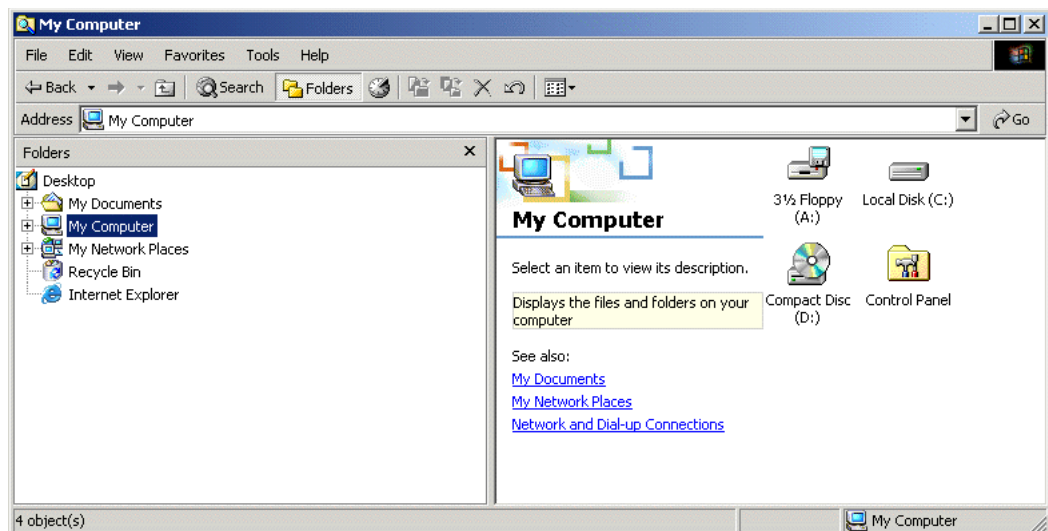 My Computer
File Edit View Favorites Tools Help
Back Search Folders
Address My Computer Go
Folders
Desktop
My Documents
My Computer
My Network Places
Recycle Bin
Internet Explorer
My Computer
Select an item to view its description.
Displays the files and folders on your
computer
See also:
My Documents
My Network Places
Network and Dial-up Connections
3½ Floppy
(A:)
Local Disk (C:)
Compact Disc
(D:)
Control Panel
4 object(s)
My Computer